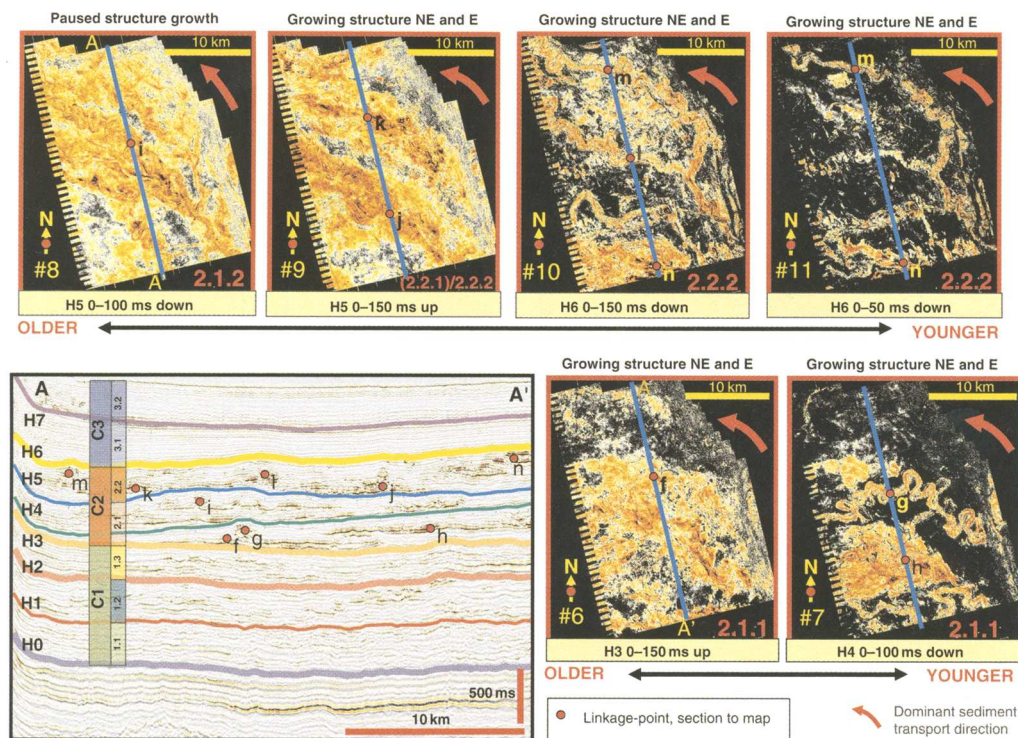 Paused structure growth
Growing structure NE and E
Growing structure NE and E
Growing structure NE and E
A
10 km
i
N
#8
A'
2.1.2
H5 0–100 ms down
10 km
k
j
N
#9
(2.2.1)/2.2.2
H5 0–150 ms up
10 km
m
l
n
N
#10
2.2.2
H6 0–150 ms down
10 km
m
n
N
#11
2.2.2
H6 0–50 ms down
OLDER
YOUNGER
A
A'
H7
H6
H5
H4
H3
H2
H1
H0
C3
C2
C1
3.2
3.1
2.2
2.1
1.3
1.2
1.1
m
k
l
i
j
n
f
g
h
500 ms
10 km
Growing structure NE and E
Growing structure NE and E
A
10 km
f
N
#6
A'
2.1.1
H3 0–150 ms up
10 km
g
h
N
#7
2.1.1
H4 0–100 ms down
OLDER
YOUNGER
Linkage-point, section to map
Dominant sediment
transport direction